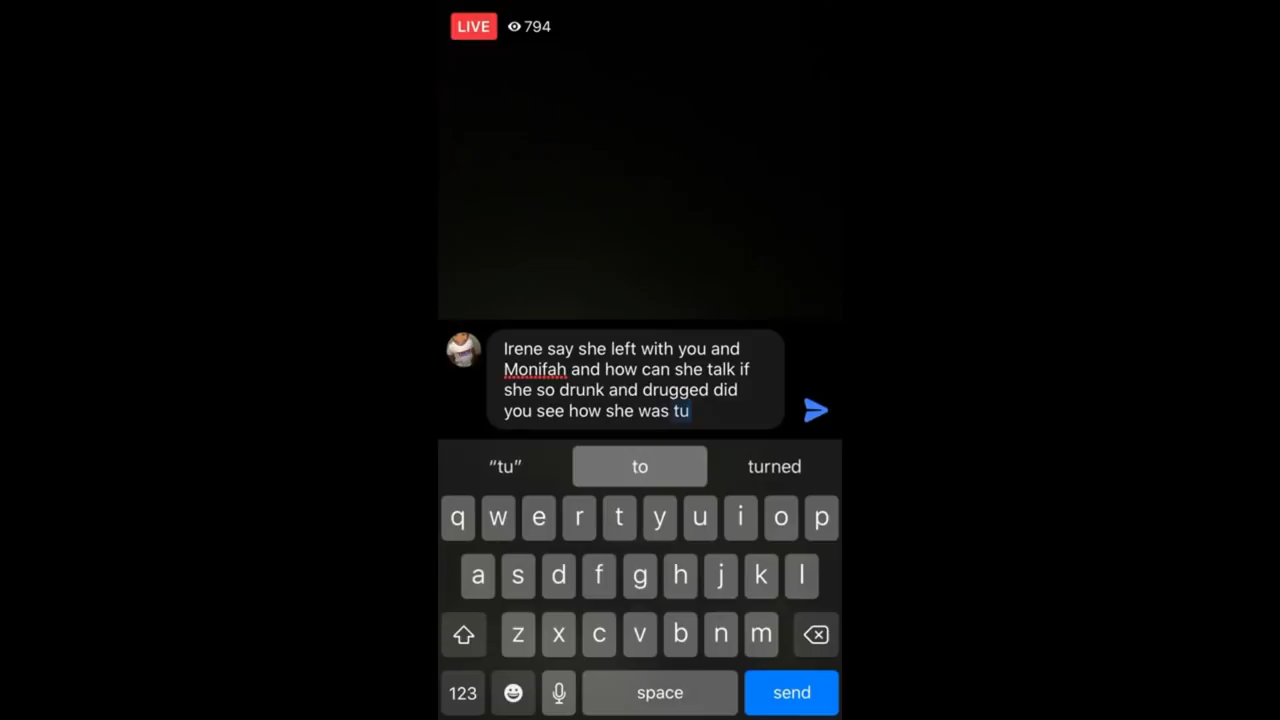 LIVE 794
Irene say she left with you and
Monifah and how can she talk if
she so drunk and drugged did
you see how she was tu
“tu” to turned
q w e r t y u i o p
a s d f g h j k l
z x c v b n m
123 space send